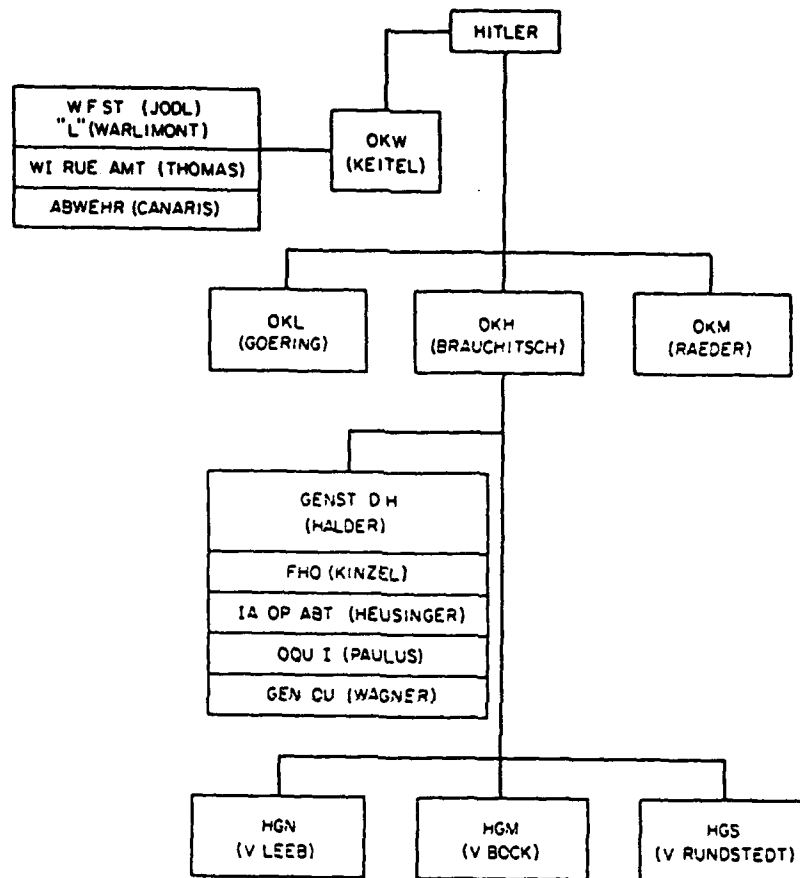 HITLER
WFST (JODL)
"L"(WARLIMONT)
WI RUE AMT (THOMAS)
ABWEHR (CANARIS)
OKW
(KEITEL)
OKL
(GOERING)
OKH
(BRAUCHITSCH)
OKM
(RAEDER)
GENST D H
(HALDER)
FHO (KINZEL)
IA OP ABT (HEUSINGER)
OQU I (PAULUS)
GEN QU (WAGNER)
HGN
(V LEEB)
HGM
(V BOCK)
HGS
(V RUNDSTEDT)